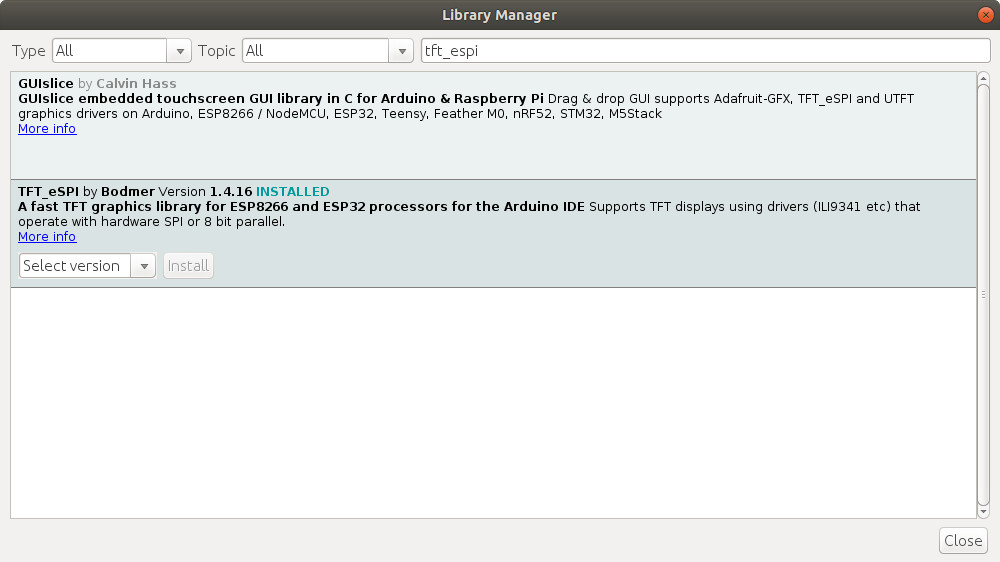 Library Manager
Type All Topic All tft_espi
GUIslice by Calvin Hass
GUIslice embedded touchscreen GUI library in C for Arduino & Raspberry Pi Drag & drop GUI supports Adafruit-GFX, TFT_eSPI and UTFT
graphics drivers on Arduino, ESP8266 / NodeMCU, ESP32, Teensy, Feather M0, nRF52, STM32, M5Stack
More info
TFT_eSPI by Bodmer Version 1.4.16 INSTALLED
A fast TFT graphics library for ESP8266 and ESP32 processors for the Arduino IDE Supports TFT displays using drivers (ILI9341 etc) that
operate with hardware SPI or 8 bit parallel.
More info
Select version Install
Close